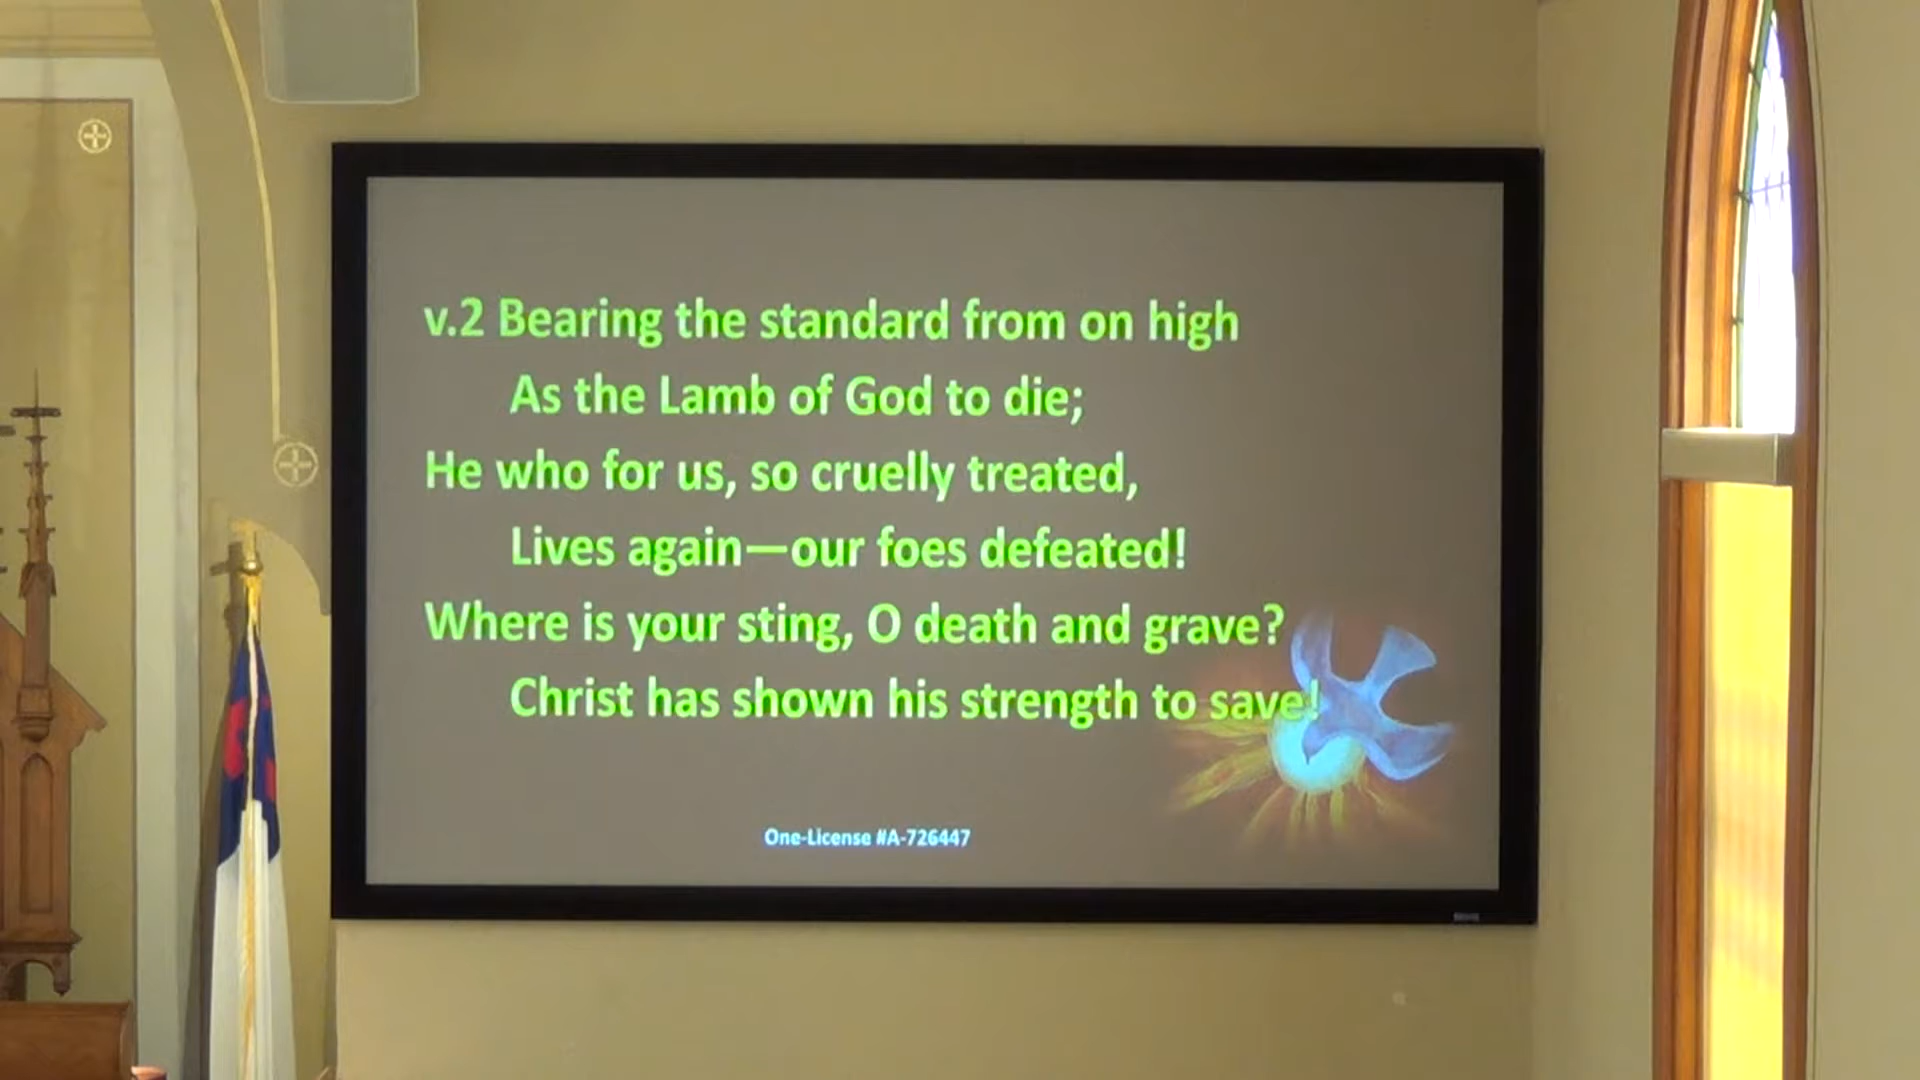 v.2 Bearing the standard from on high
As the Lamb of God to die;
He who for us, so cruelly treated,
Lives again—our foes defeated!
Where is your sting, O death and grave?
Christ has shown his strength to save!
One-License #A-726447